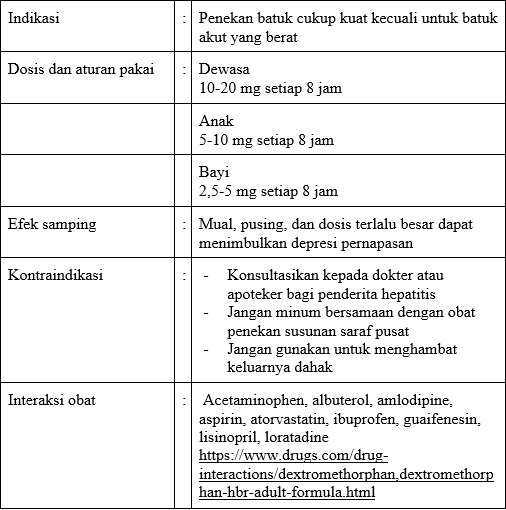 Indikasi : Penekan batuk cukup kuat kecuali untuk batuk
akut yang berat
Dosis dan aturan pakai : Dewasa
10-20 mg setiap 8 jam
Anak
5-10 mg setiap 8 jam
Bayi
2,5-5 mg setiap 8 jam
Efek samping : Mual, pusing, dan dosis terlalu besar dapat
menimbulkan depresi pernapasan
Kontraindikasi : - Konsultasikan kepada dokter atau
apoteker bagi penderita hepatitis
- Jangan minum bersamaan dengan obat
penekan susunan saraf pusat
- Jangan gunakan untuk menghambat
keluarnya dahak
Interaksi obat : Acetaminophen, albuterol, amlodipine,
aspirin, atorvastatin, ibuprofen, guaifenesin,
lisinopril, loratadine
https://www.drugs.com/drug-
interactions/dextromethorphan,dextromethorp
han-hbr-adult-formula.html